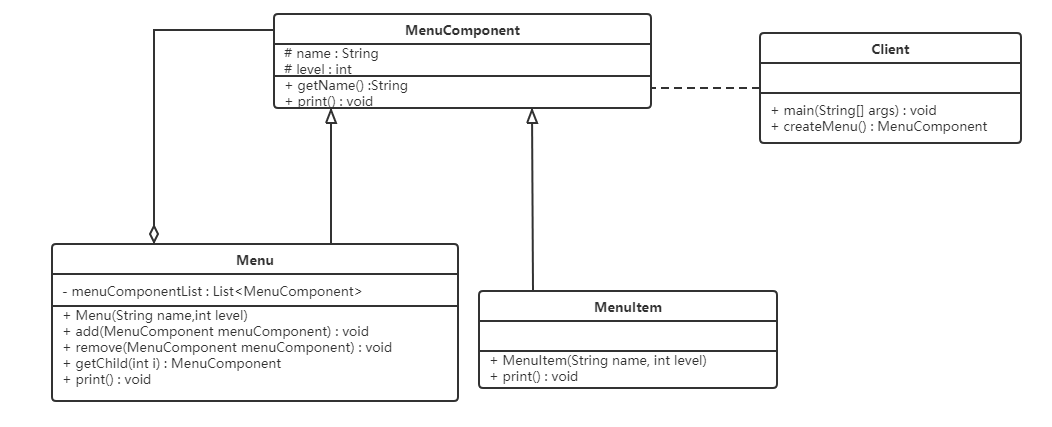 MenuComponent
# name : String
# level : int
+ getName() :String
+ print() : void
Client
+ main(String[] args) : void
+ createMenu() : MenuComponent
Menu
- menuComponentList : List<MenuComponent>
+ Menu(String name,int level)
+ add(MenuComponent menuComponent) : void
+ remove(MenuComponent menuComponent) : void
+ getChild(int i) : MenuComponent
+ print() : void
MenuItem
+ MenuItem(String name, int level)
+ print() : void